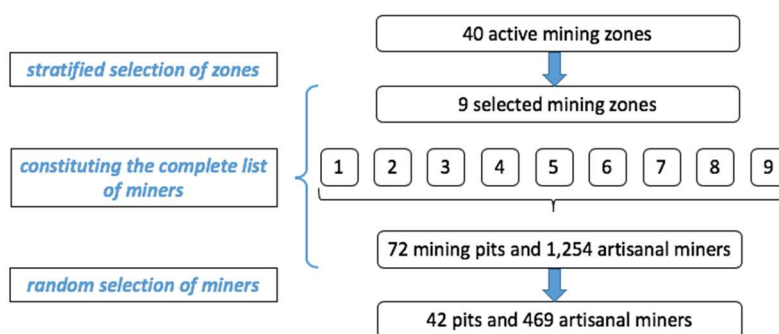 40 active mining zones
stratified selection of zones
9 selected mining zones
constituting the complete list
of miners
1 2 3 4 5 6 7 8 9
72 mining pits and 1,254 artisanal miners
random selection of miners
42 pits and 469 artisanal miners